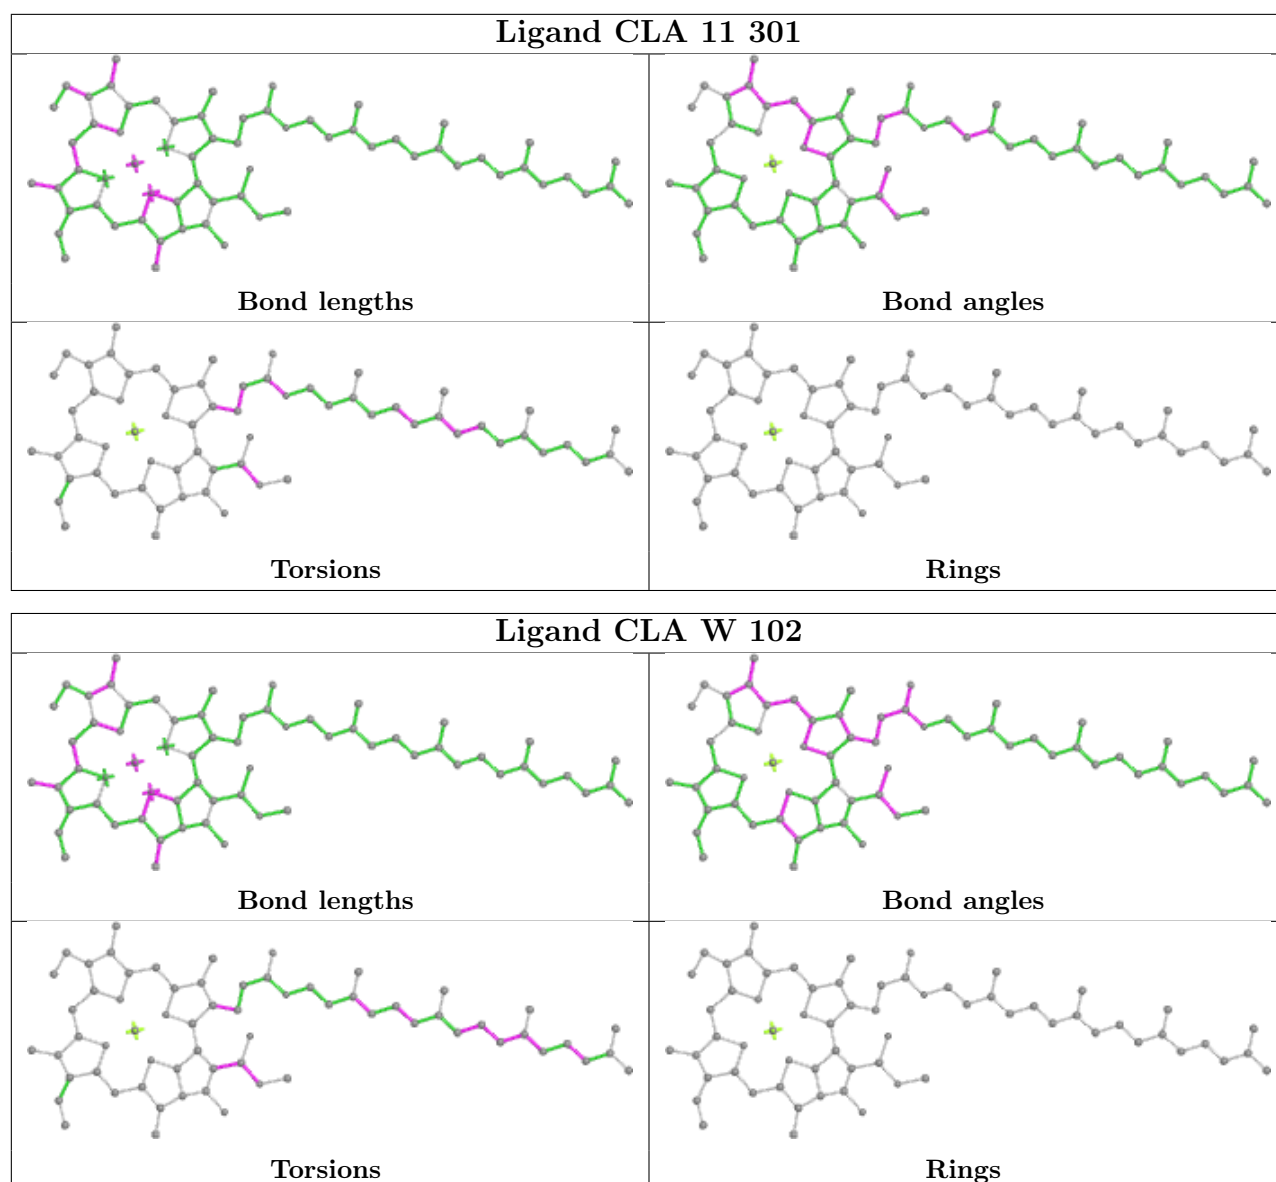 Ligand CLA 11 301
Bond lengths
Bond angles
Torsions
Rings
Ligand CLA W 102
Bond lengths
Bond angles
Torsions
Rings